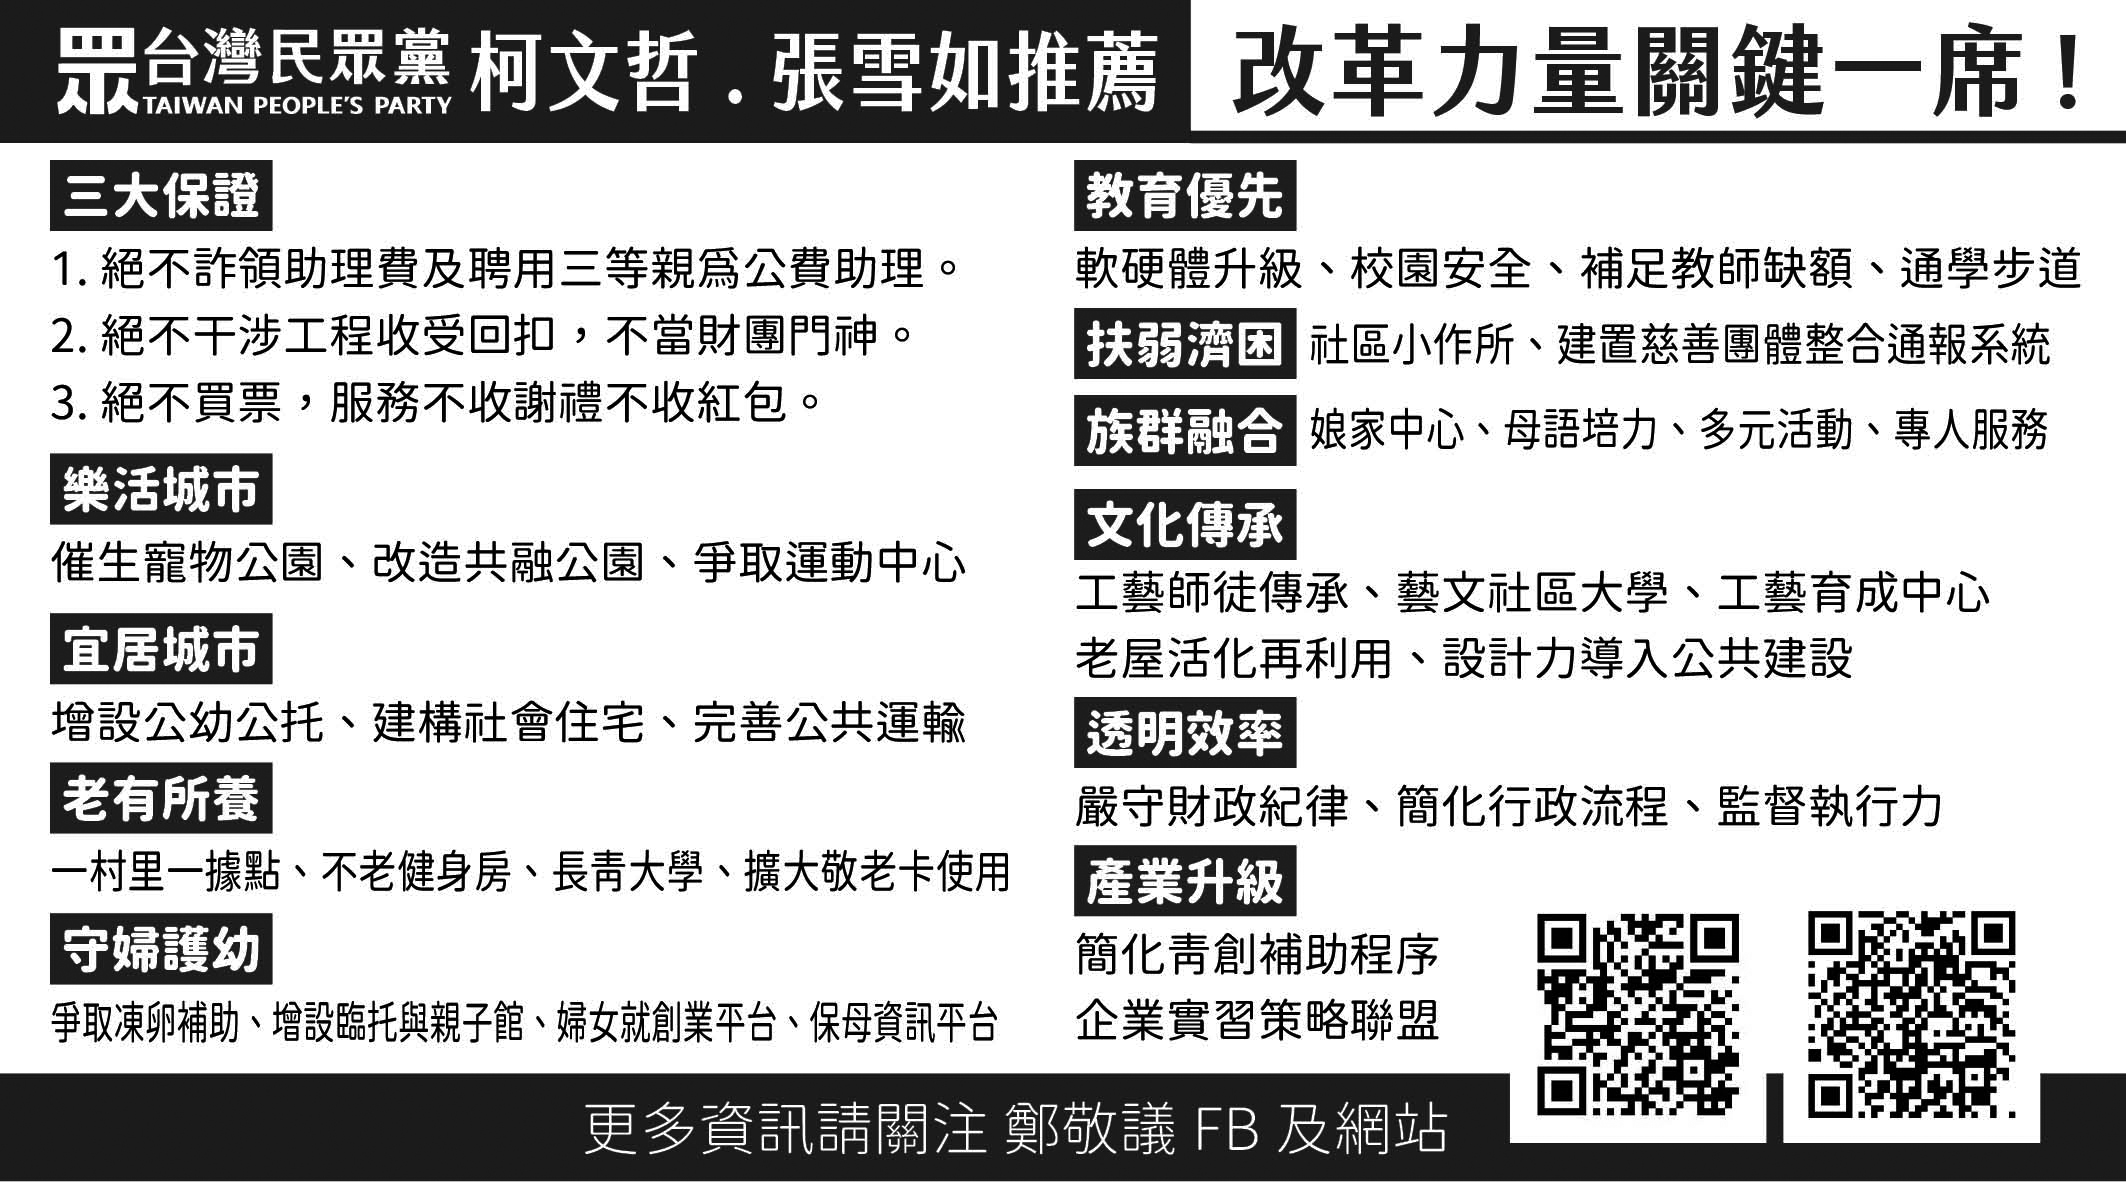 眾台灣民眾黨 柯文哲．張雪如推薦 改革力量關鍵一席！
TAIWAN PEOPLE'S PARTY
三大保證
1. 絕不詐領助理費及聘用三等親爲公費助理。
2. 絕不干涉工程收受回扣，不當財團門神。
3. 絕不買票，服務不收謝禮不收紅包。
樂活城市
催生寵物公園、改造共融公園、爭取運動中心
宜居城市
增設公幼公托、建構社會住宅、完善公共運輸
老有所養
一村里一據點、不老健身房、長靑大學、擴大敬老卡使用
守婦護幼
爭取凍卵補助、增設臨托與親子館、婦女就創業平台、保母資訊平台
教育優先
軟硬體升級、校園安全、補足教師缺額、通學步道
扶弱濟困 社區小作所、建置慈善團體整合通報系統
族群融合 娘家中心、母語培力、多元活動、專人服務
文化傳承
工藝師徒傳承、藝文社區大學、工藝育成中心
老屋活化再利用、設計力導入公共建設
透明效率
嚴守財政紀律、簡化行政流程、監督執行力
產業升級
簡化靑創補助程序
企業實習策略聯盟
更多資訊請關注 鄭敬議 FB 及網站